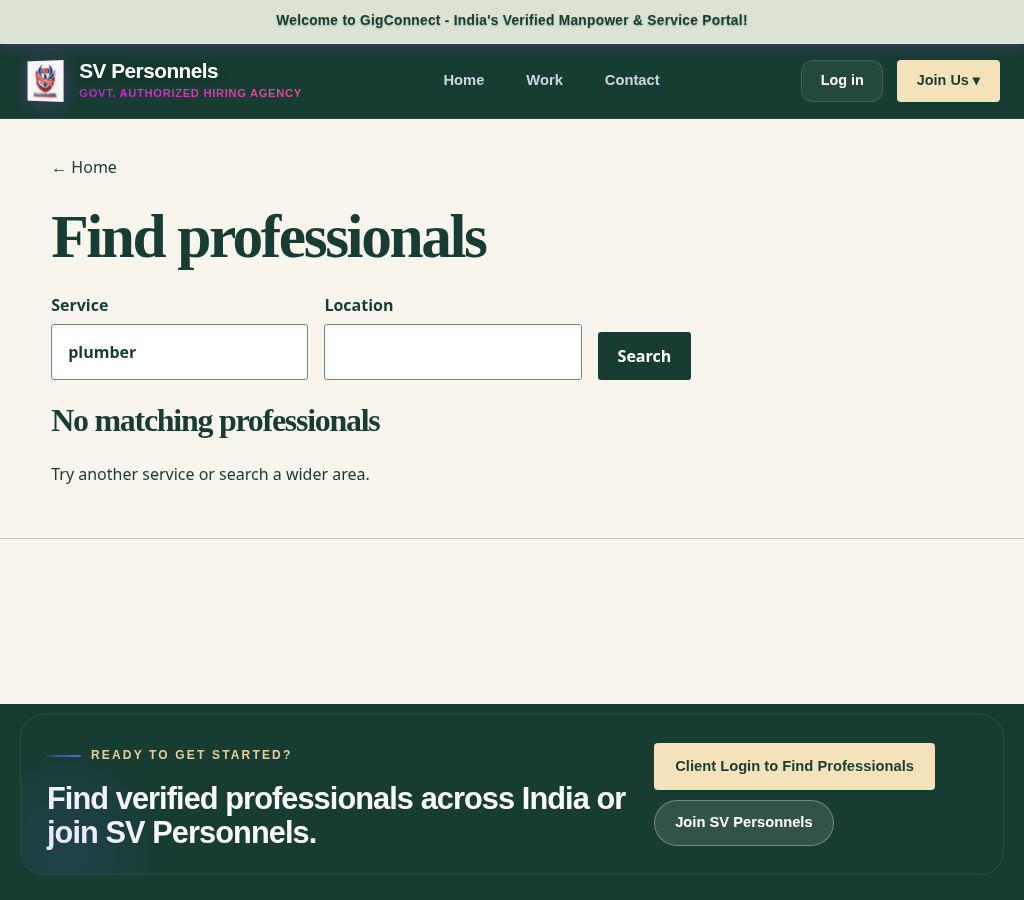 Welcome to GigConnect - India's Verified Manpower & Service Portal!
SV Personnels
GOVT. AUTHORIZED HIRING AGENCY
Home
Work
Contact
Log in
Join Us ▾
← Home
Find professionals
Service
Location
plumber
Search
No matching professionals
Try another service or search a wider area.
READY TO GET STARTED?
Find verified professionals across India or
join SV Personnels.
Client Login to Find Professionals
Join SV Personnels